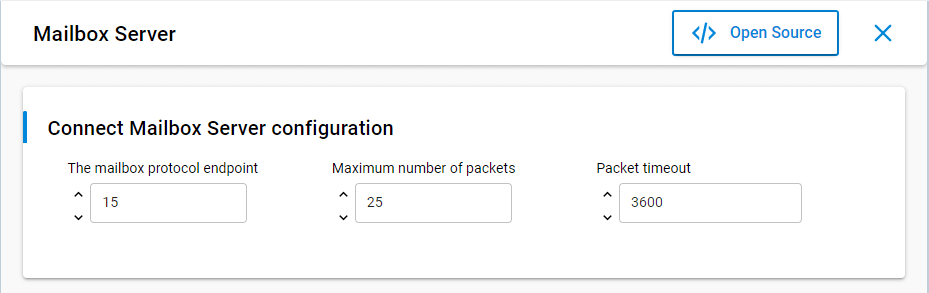 Mailbox Server
</> Open Source
Connect Mailbox Server configuration
The mailbox protocol endpoint Maximum number of packets Packet timeout
15 25 3600